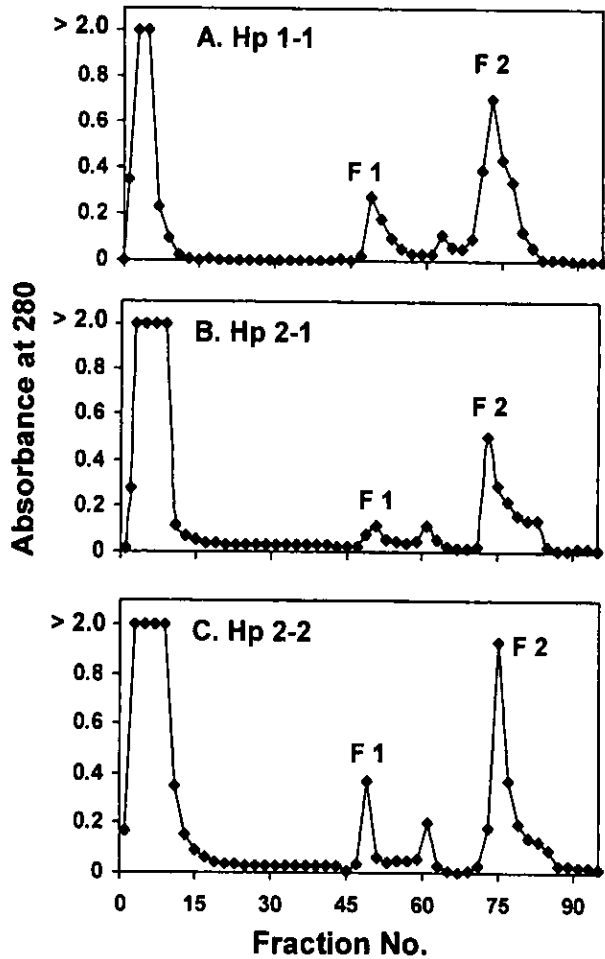 > 2.0
A. Hp 1-1
0.8
F 2
0.6
0.4
F 1
0.2
0
> 2.0
B. Hp 2-1
0.8
0.6
F 2
0.4
0.2
F 1
0
> 2.0
C. Hp 2-2
0.8
F 2
0.6
0.4
F 1
0.2
0
0 15 30 45 60 75 90
Fraction No.
Absorbance at 280